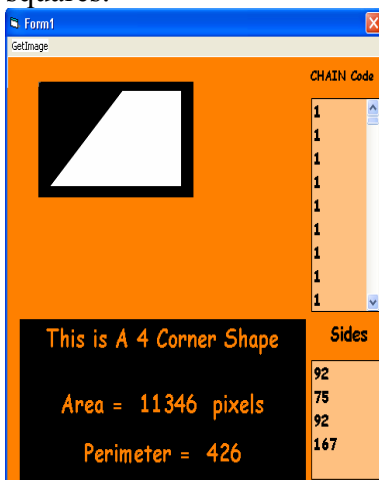 squares.
Form1
GetImage
CHAIN Code
1
1
1
1
1
1
1
1
1
This is A 4 Corner Shape
Area = 11346 pixels
Perimeter = 426
Sides
92
75
92
167